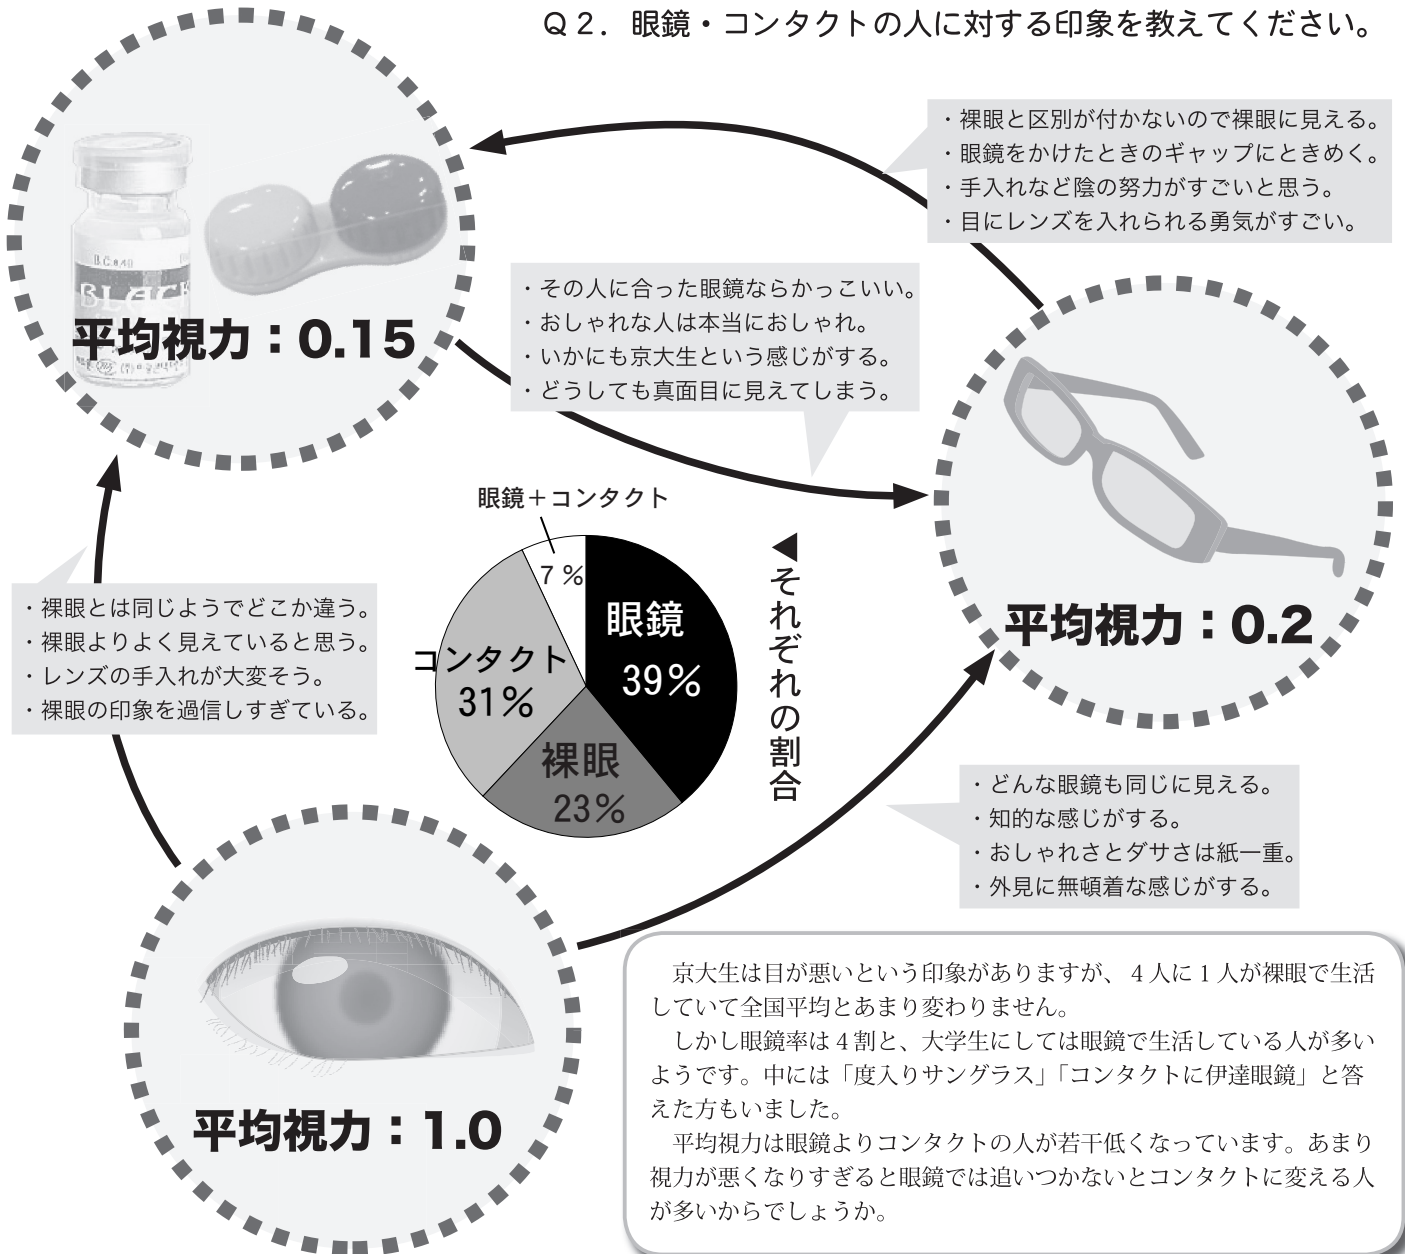 Q2．眼鏡・コンタクトの人に対する印象を教えてください。
・裸眼と区別が付かないので裸眼に見える。
・眼鏡をかけたときのギャップにときめく。
・手入れなど陰の努力がすごいと思う。
・目にレンズを入れられる勇気がすごい。
B.C.8.40
BLACK
平均視力：0.15
・その人に合った眼鏡ならかっこいい。
・おしゃれな人は本当におしゃれ。
・いかにも京大生という感じがする。
・どうしても真面目に見えてしまう。
平均視力：0.2
眼鏡＋コンタクト
7％
眼鏡
39％
コンタクト
31％
裸眼
23％
◀それぞれの割合
・裸眼とは同じようでどこか違う。
・裸眼よりよく見えていると思う。
・レンズの手入れが大変そう。
・裸眼の印象を過信しすぎている。
・どんな眼鏡も同じに見える。
・知的な感じがする。
・おしゃれさとダサさは紙一重。
・外見に無頓着な感じがする。
平均視力：1.0
京大生は目が悪いという印象がありますが、4人に1人が裸眼で生活
していて全国平均とあまり変わりません。
しかし眼鏡率は4割と、大学生にしては眼鏡で生活している人が多い
ようです。中には「度入りサングラス」「コンタクトに伊達眼鏡」と答
えた方もいました。
平均視力は眼鏡よりコンタクトの人が若干低くなっています。あまり
視力が悪くなりすぎると眼鏡では追いつかないとコンタクトに変える人
が多いからでしょうか。